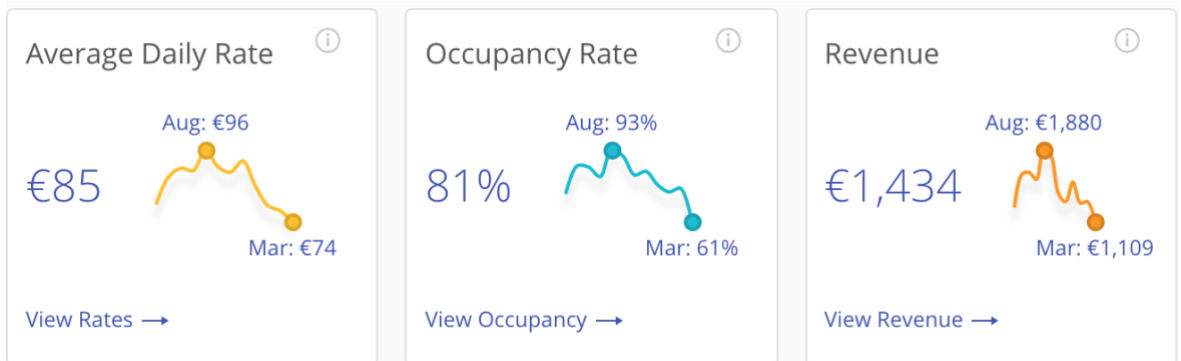 Average Daily Rate
Aug: €96
€85
Mar: €74
View Rates →
Occupancy Rate
Aug: 93%
81%
Mar: 61%
View Occupancy →
Revenue
Aug: €1,880
€1,434
Mar: €1,109
View Revenue →